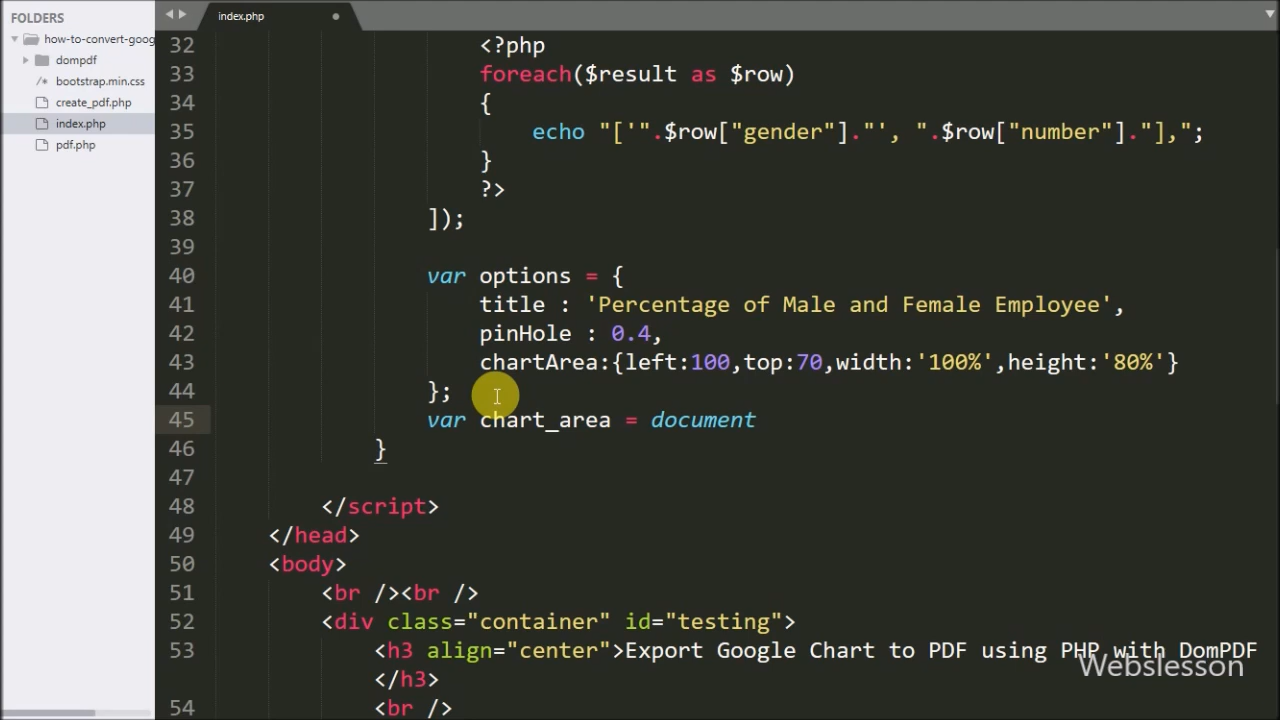 FOLDERS
how-to-convert-goog
dompdf
/* bootstrap.min.css
create_pdf.php
index.php
pdf.php
index.php
32 <?php
33 foreach($result as $row)
34 {
35 echo "['".$row["gender"]."', ".$row["number"]."],";
36 }
37 ?>
38 ]);
39
40 var options = {
41 title : 'Percentage of Male and Female Employee',
42 pinHole : 0.4,
43 chartArea:{left:100,top:70,width:'100%',height:'80%'}
44 };
45 var chart_area = document
46 }
47
48 </script>
49 </head>
50 <body>
51 <br /><br />
52 <div class="container" id="testing">
53 <h3 align="center">Export Google Chart to PDF using PHP with DomPDF
</h3>
54 <br />
Webslesson